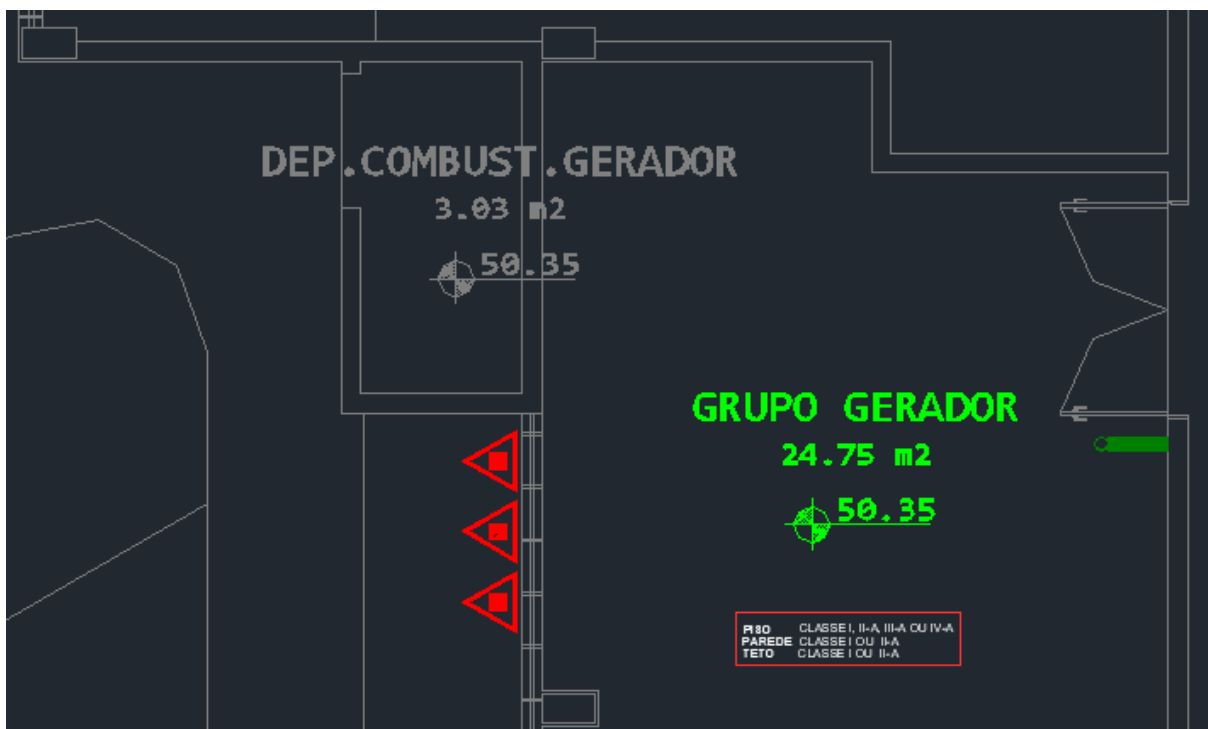 DEP.COMBUST.GERADOR
3.03 m2
50.35
GRUPO GERADOR
24.75 m2
50.35
PISO CLASSE I, II-A, III-A OU IV-A
PAREDE CLASSE I OU II-A
TETO CLASSE I OU II-A